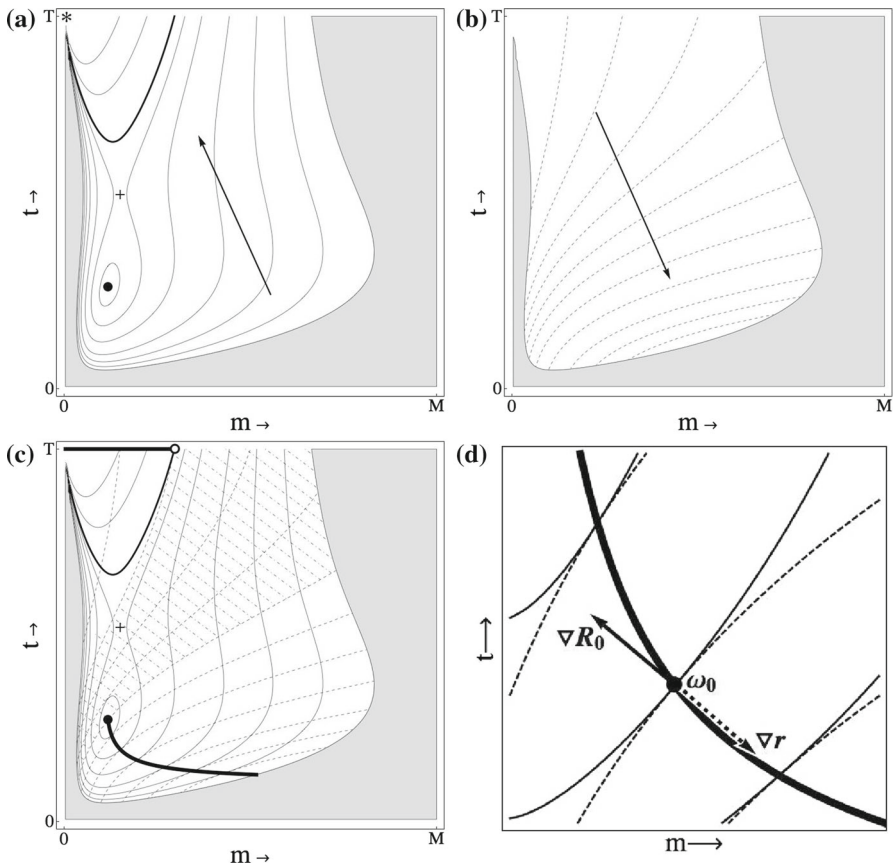 (a)
T
*
t →
+
0
0
m →
M
(b)
T
t →
0
0
m →
M
(c)
T
t →
+
0
0
m →
M
(d)
t →
∇R₀
ω₀
∇r
m →